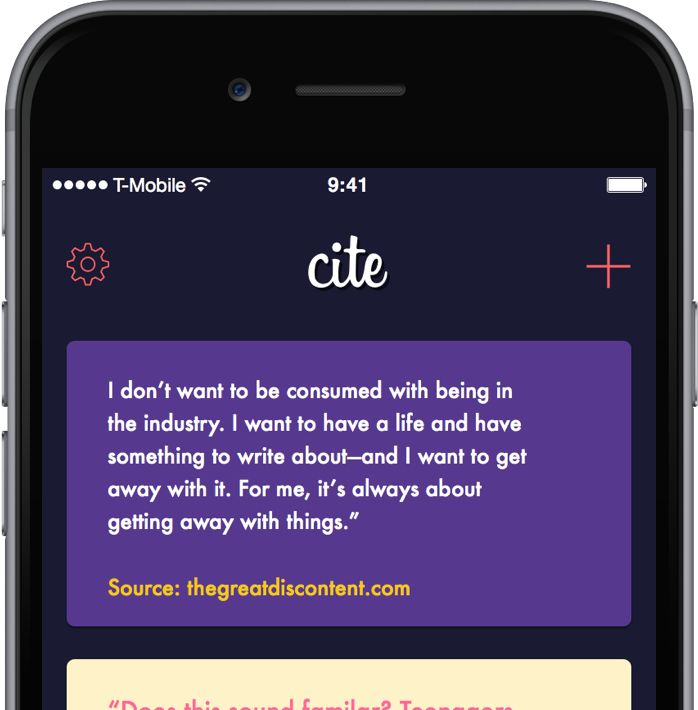 T-Mobile 9:41
cite
I don’t want to be consumed with being in
the industry. I want to have a life and have
something to write about—and I want to get
away with it. For me, it’s always about
getting away with things.”
Source: thegreatdiscontent.com
“Does this sound familar? Teenagers